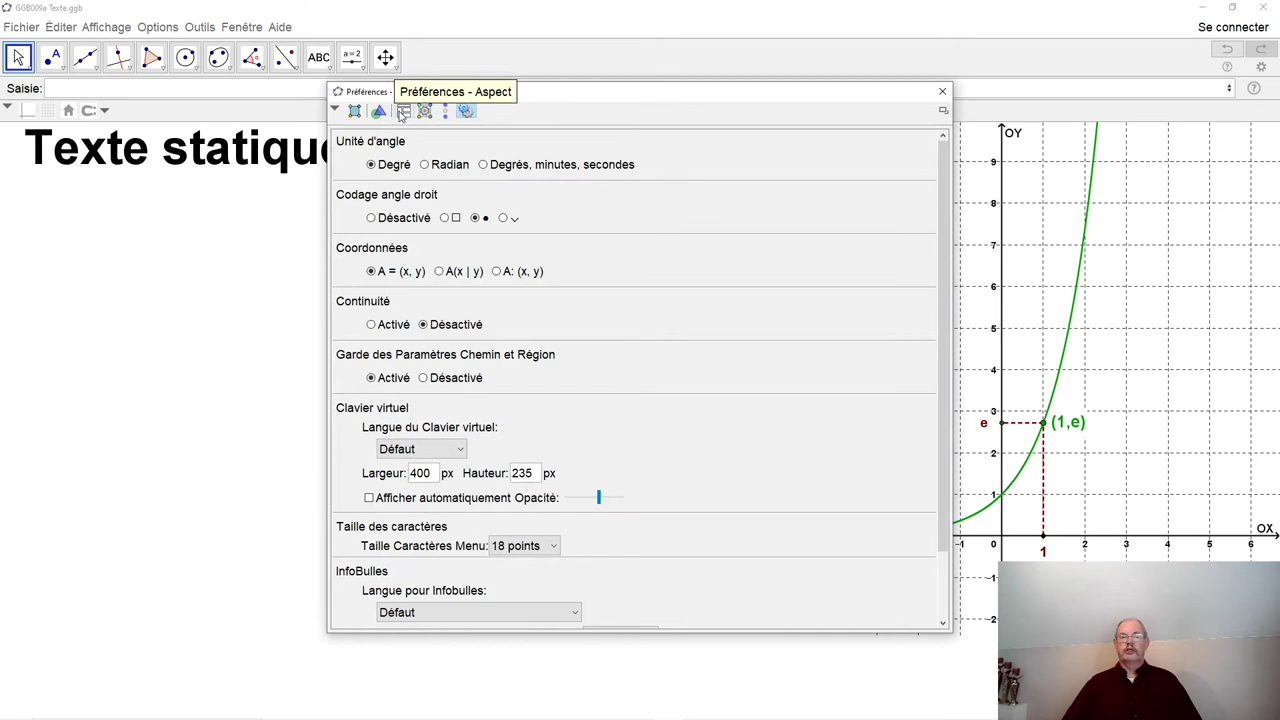 GGB009a Texte.ggb
Fichier Éditer Affichage Options Outils Fenêtre Aide
Se connecter
ABC
a=2
Saisie:
Préférences -
Préférences - Aspect
Texte statique
Unité d'angle
Degré Radian Degrés, minutes, secondes
Codage angle droit
Désactivé
Coordonnées
A = (x, y) A(x | y) A: (x, y)
Continuité
Activé Désactivé
Garde des Paramètres Chemin et Région
Activé Désactivé
Clavier virtuel
Langue du Clavier virtuel:
Défaut
Largeur: 400 px Hauteur: 235 px
Afficher automatiquement Opacité:
Taille des caractères
Taille Caractères Menu: 18 points
InfoBulles
Langue pour Infobulles:
Défaut
OY
9
8
7
6
5
4
3
e (1,e)
2
1
OX
–1 0 2 3 4 5 6
1
–1
–2